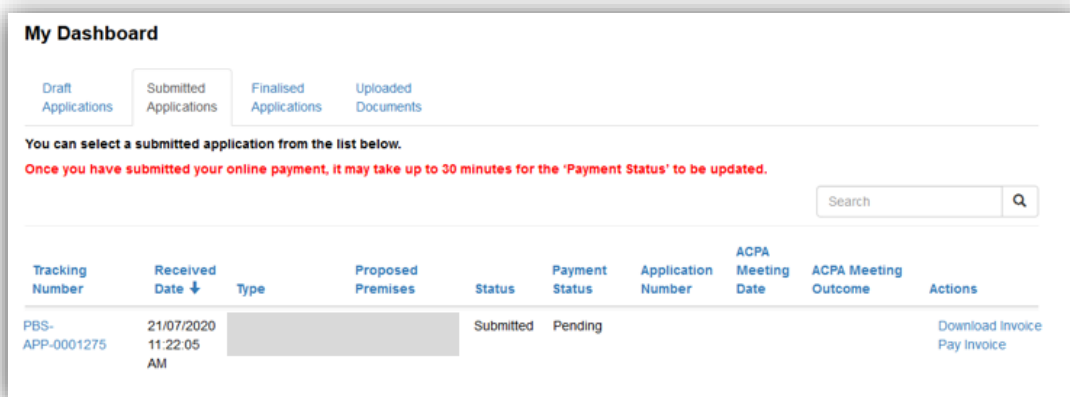 My Dashboard
Draft Applications
Submitted Applications
Finalised Applications
Uploaded Documents
You can select a submitted application from the list below.
Once you have submitted your online payment, it may take up to 30 minutes for the 'Payment Status' to be updated.
Search
Tracking Number
Received Date
Type
Proposed Premises
Status
Payment Status
Application Number
ACPA Meeting Date
ACPA Meeting Outcome
Actions
PBS-APP-0001275
21/07/2020 11:22:05 AM
Submitted
Pending
Download Invoice
Pay Invoice